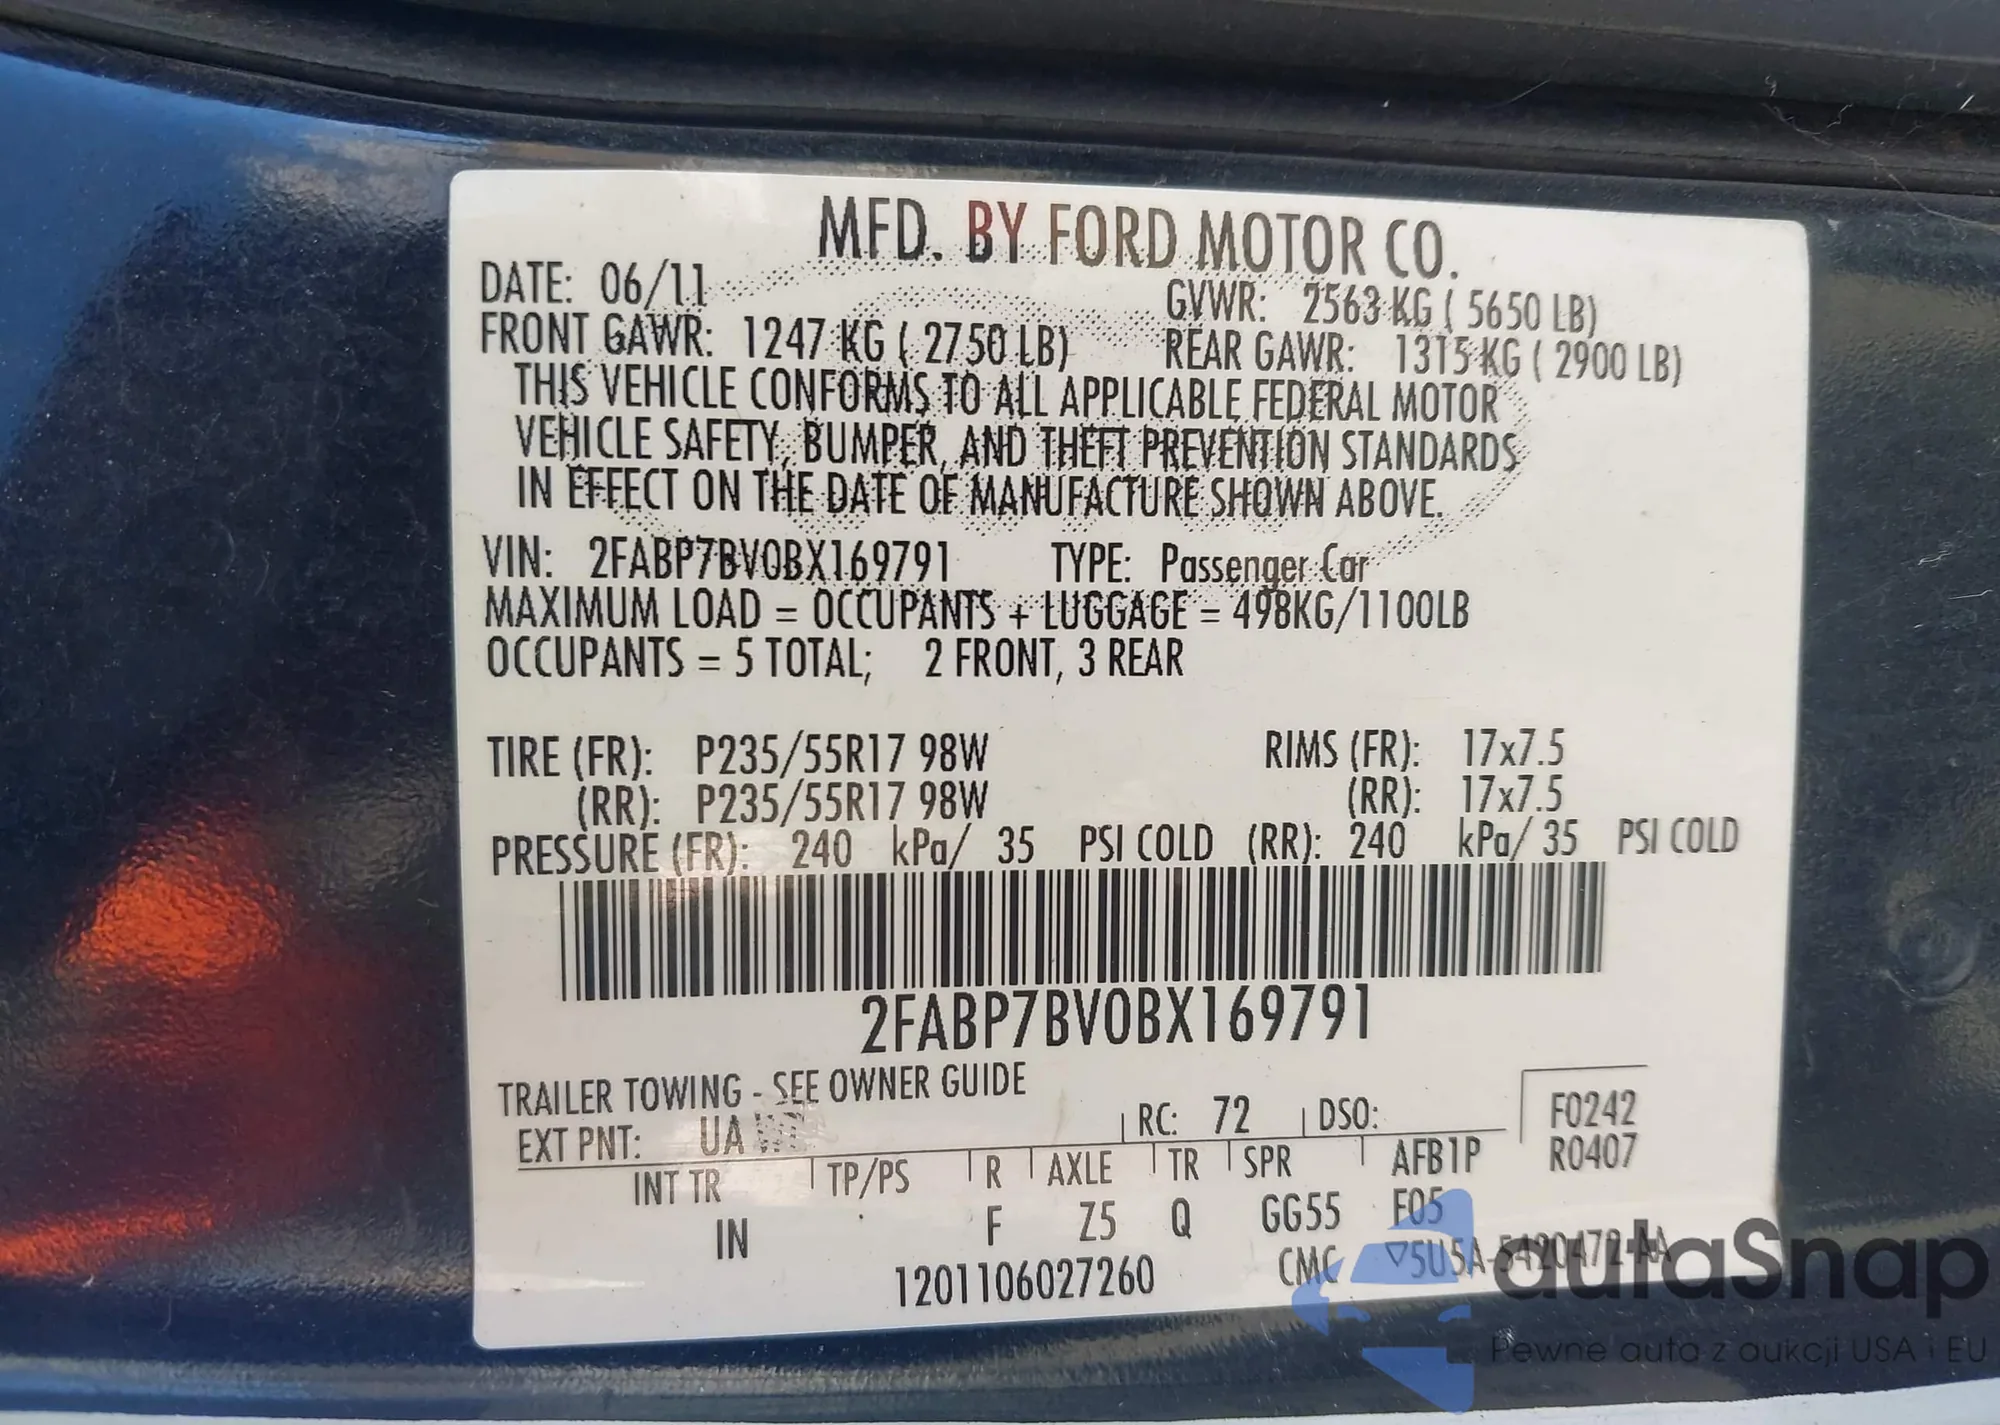 MFD. BY FORD MOTOR CO.
DATE: 06/11 GVWR: 2563 KG ( 5650 LB)
FRONT GAWR: 1247 KG ( 2750 LB) REAR GAWR: 1315 KG ( 2900 LB)
THIS VEHICLE CONFORMS TO ALL APPLICABLE FEDERAL MOTOR
VEHICLE SAFETY, BUMPER, AND THEFT PREVENTION STANDARDS
IN EFFECT ON THE DATE OF MANUFACTURE SHOWN ABOVE.
VIN: 2FABP7BV0BX169791 TYPE: Passenger Car
MAXIMUM LOAD = OCCUPANTS + LUGGAGE = 498KG/1100LB
OCCUPANTS = 5 TOTAL; 2 FRONT, 3 REAR
TIRE (FR): P235/55R17 98W RIMS (FR): 17x7.5
(RR): P235/55R17 98W (RR): 17x7.5
PRESSURE (FR): 240 kPa/ 35 PSI COLD (RR): 240 kPa/ 35 PSI COLD
2FABP7BV0BX169791
TRAILER TOWING - SEE OWNER GUIDE
EXT PNT: UA RC: 72 DSO: F0242
R0407
INT TR TP/PS R AXLE TR SPR AFB1P
IN F Z5 Q GG55 F05
1201106027260 CMC ▽5U5A-5420472-AA
autaSnap
Pewne auta z aukcji USA i EU